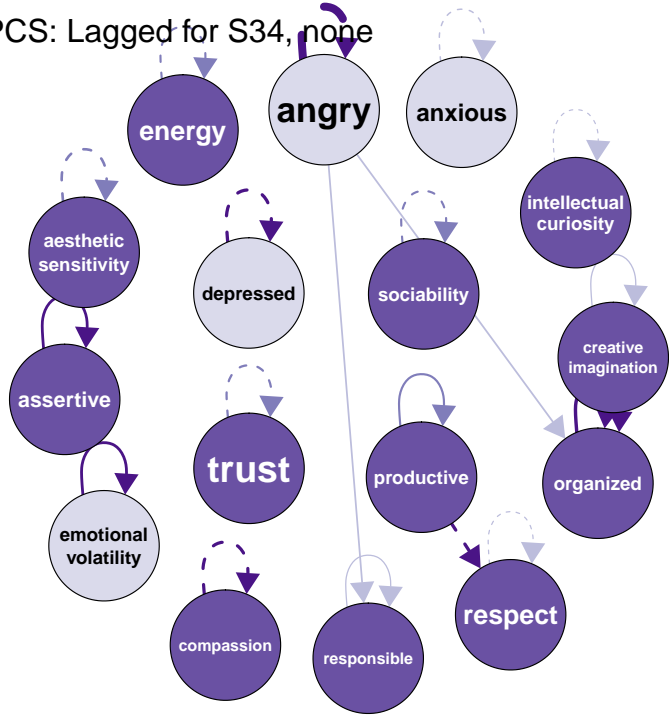 PCS: Lagged for S34, none
angry
anxious
energy
intellectual
curiosity
aesthetic
sensitivity
depressed
sociability
creative
imagination
assertive
trust
productive
organized
emotional
volatility
respect
compassion
responsible